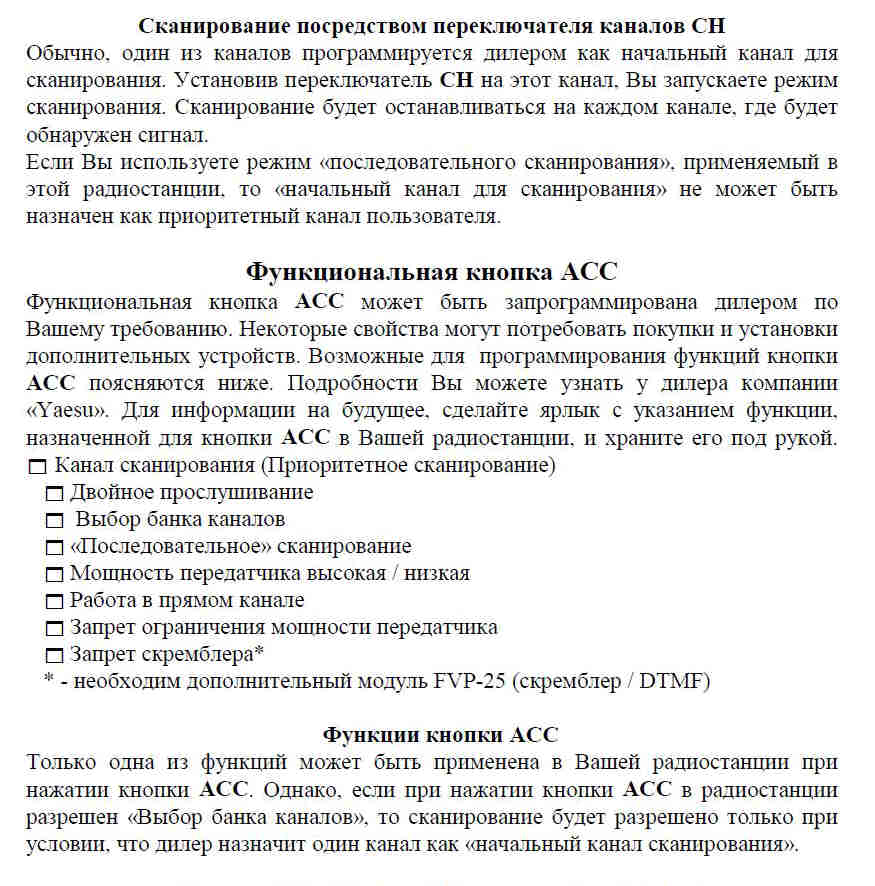 Сканирование посредством переключателя каналов CH
Обычно, один из каналов программируется дилером как начальный канал для
сканирования. Установив переключатель CH на этот канал, Вы запускаете режим
сканирования. Сканирование будет останавливаться на каждом канале, где будет
обнаружен сигнал.
Если Вы используете режим «последовательного сканирования», применяемый в
этой радиостанции, то «начальный канал для сканирования» не может быть
назначен как приоритетный канал пользователя.
Функциональная кнопка ACC
Функциональная кнопка ACC может быть запрограммирована дилером по
Вашему требованию. Некоторые свойства могут потребовать покупки и установки
дополнительных устройств. Возможные для программирования функций кнопки
ACC поясняются ниже. Подробности Вы можете узнать у дилера компании
«Yaesu». Для информации на будущее, сделайте ярлык с указанием функции,
назначенной для кнопки ACC в Вашей радиостанции, и храните его под рукой.
□ Канал сканирования (Приоритетное сканирование)
□ Двойное прослушивание
□ Выбор банка каналов
□ «Последовательное» сканирование
□ Мощность передатчика высокая / низкая
□ Работа в прямом канале
□ Запрет ограничения мощности передатчика
□ Запрет скремблера*
* - необходим дополнительный модуль FVP-25 (скремблер / DTMF)
Функции кнопки ACC
Только одна из функций может быть применена в Вашей радиостанции при
нажатии кнопки ACC. Однако, если при нажатии кнопки ACC в радиостанции
разрешен «Выбор банка каналов», то сканирование будет разрешено только при
условии, что дилер назначит один канал как «начальный канал сканирования».